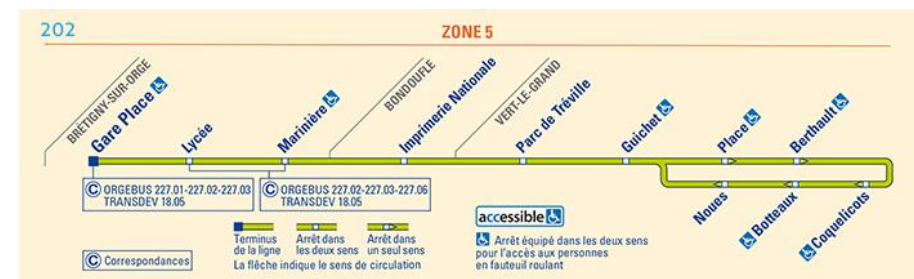 202
ZONE 5
BRÉTIGNY-SUR-ORGE
Gare Place
Lycée
Marinière
BONDOUFLE
Imprimerie Nationale
VERT-LE-GRAND
Parc de Tréville
Guichet
Place
Berthault
Noues
Botteaux
Coquelicots
C ORGEBUS 227.01-227.02-227.03
TRANSDEV 18.05
C ORGEBUS 227.02-227.03-227.06
TRANSDEV 18.05
C Correspondances
Terminus
de la ligne
Arrêt dans
les deux sens
Arrêt dans
un seul sens
La flèche indique le sens de circulation
accessible
Arrêt équipé dans les deux sens
pour l'accès aux personnes
en fauteuil roulant